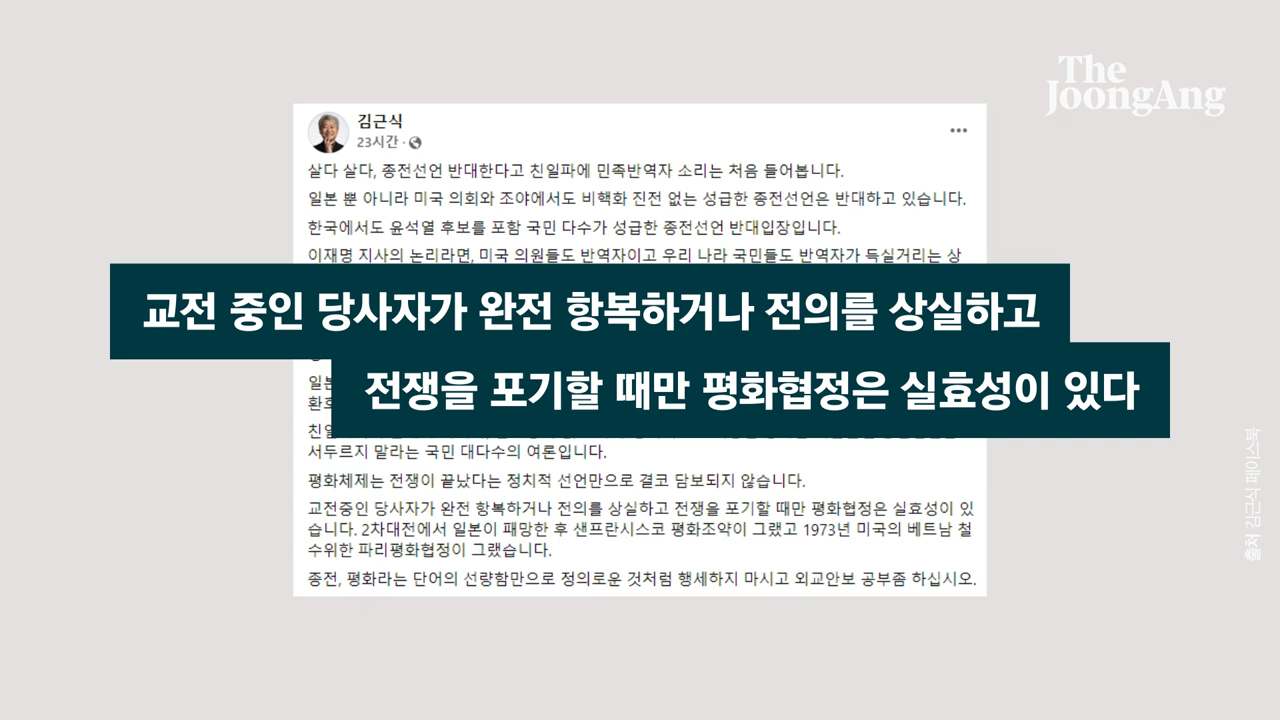 The
JoongAng
김근식
23시간 ·
살다 살다, 종전선언 반대한다고 친일파에 민족반역자 소리는 처음 들어봅니다.
일본 뿐 아니라 미국 의회와 조야에서도 비핵화 진전 없는 성급한 종전선언은 반대하고 있습니다.
한국에서도 윤석열 후보를 포함 국민 다수가 성급한 종전선언 반대입장입니다.
이재명 지사의 논리라면, 미국 의원들도 반역자이고 우리 나라 국민들도 반역자가 득실거리는 상
교전 중인 당사자가 완전 항복하거나 전의를 상실하고
전쟁을 포기할 때만 평화협정은 실효성이 있다
일본
친일
서두르지 말라는 국민 대다수의 여론입니다.
평화체제는 전쟁이 끝났다는 정치적 선언만으로 결코 담보되지 않습니다.
교전중인 당사자가 완전 항복하거나 전의를 상실하고 전쟁을 포기할 때만 평화협정은 실효성이 있
습니다. 2차대전에서 일본이 패망한 후 샌프란시스코 평화조약이 그랬고 1973년 미국의 베트남 철
수위한 파리평화협정이 그랬습니다.
종전, 평화라는 단어의 선량함만으로 정의로운 것처럼 행세하지 마시고 외교안보 공부좀 하십시오.
출처 김근식 페이스북